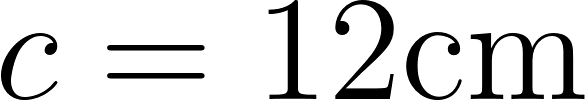 c = 12cm